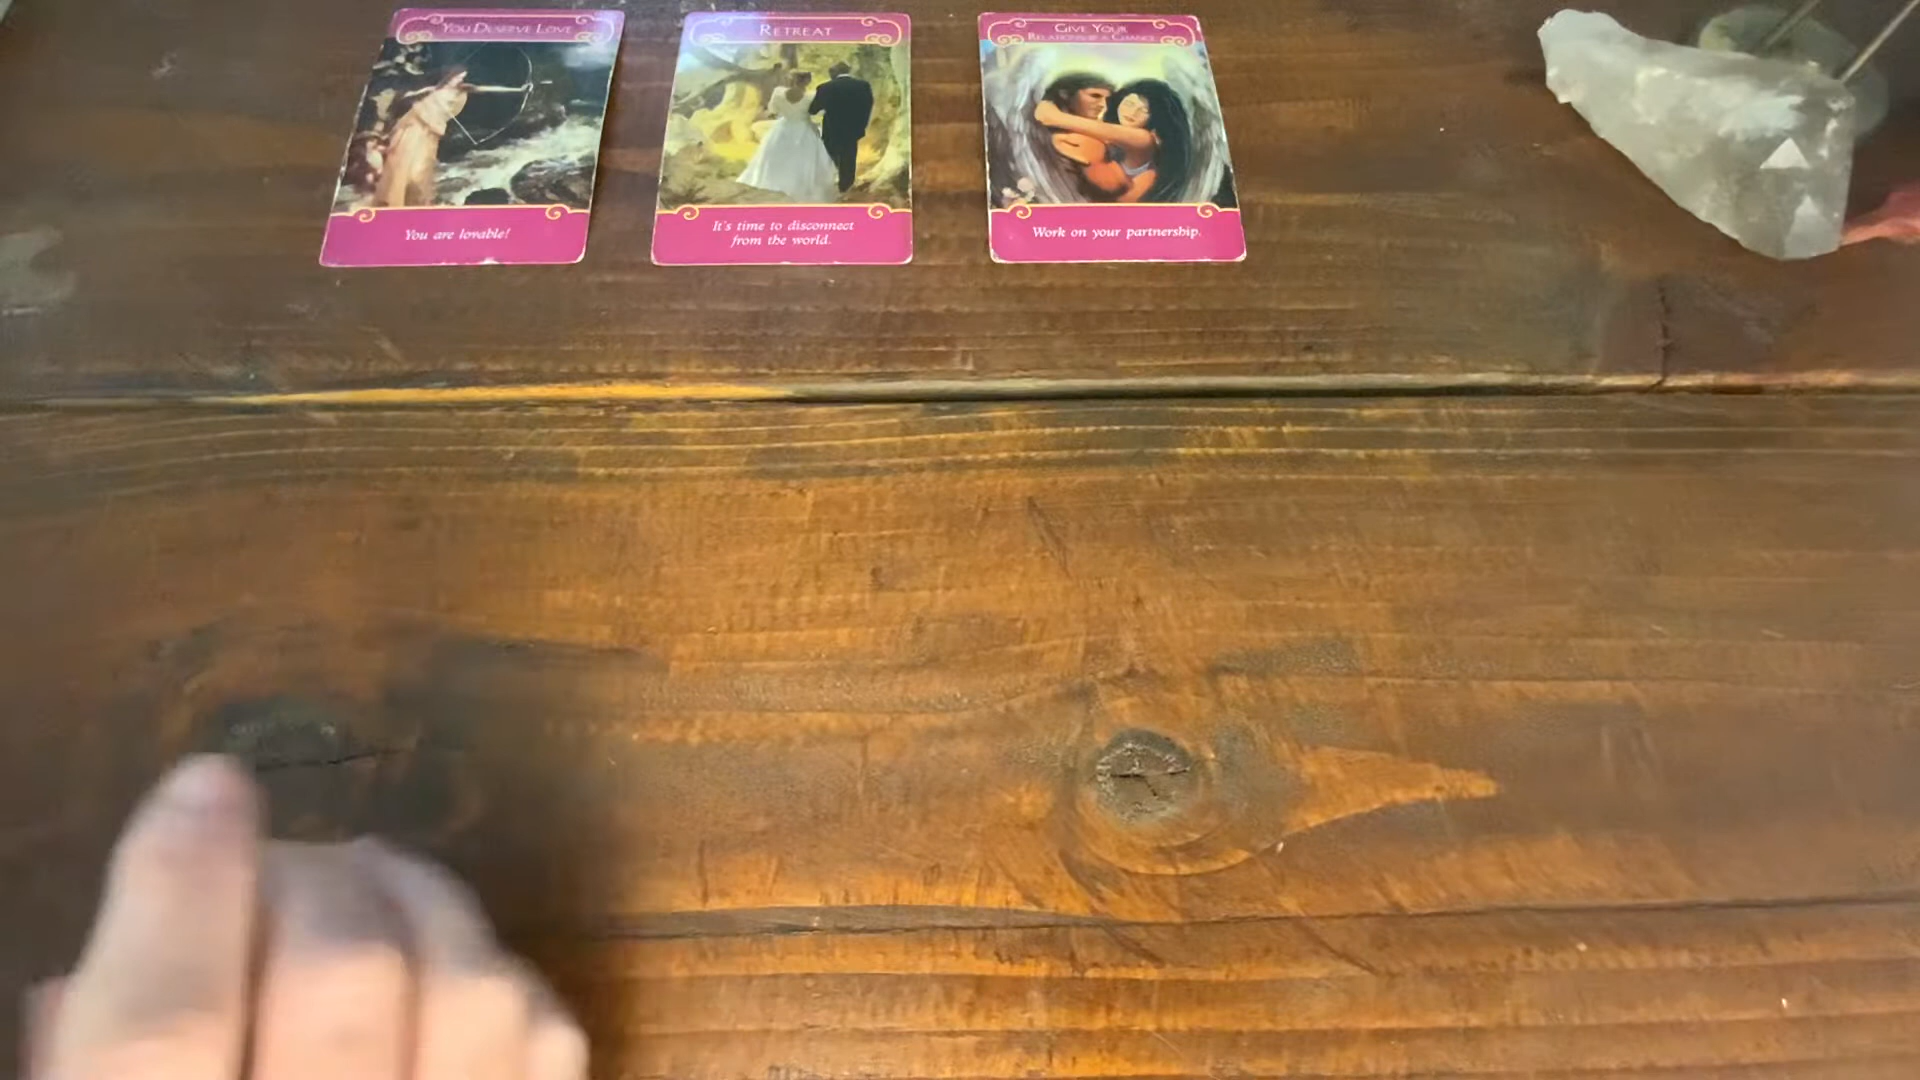 YOU DESERVE LOVE
You are lovable!
RETREAT
It's time to disconnect
from the world.
GIVE YOUR
RELATIONSHIP A CHANCE
Work on your partnership.